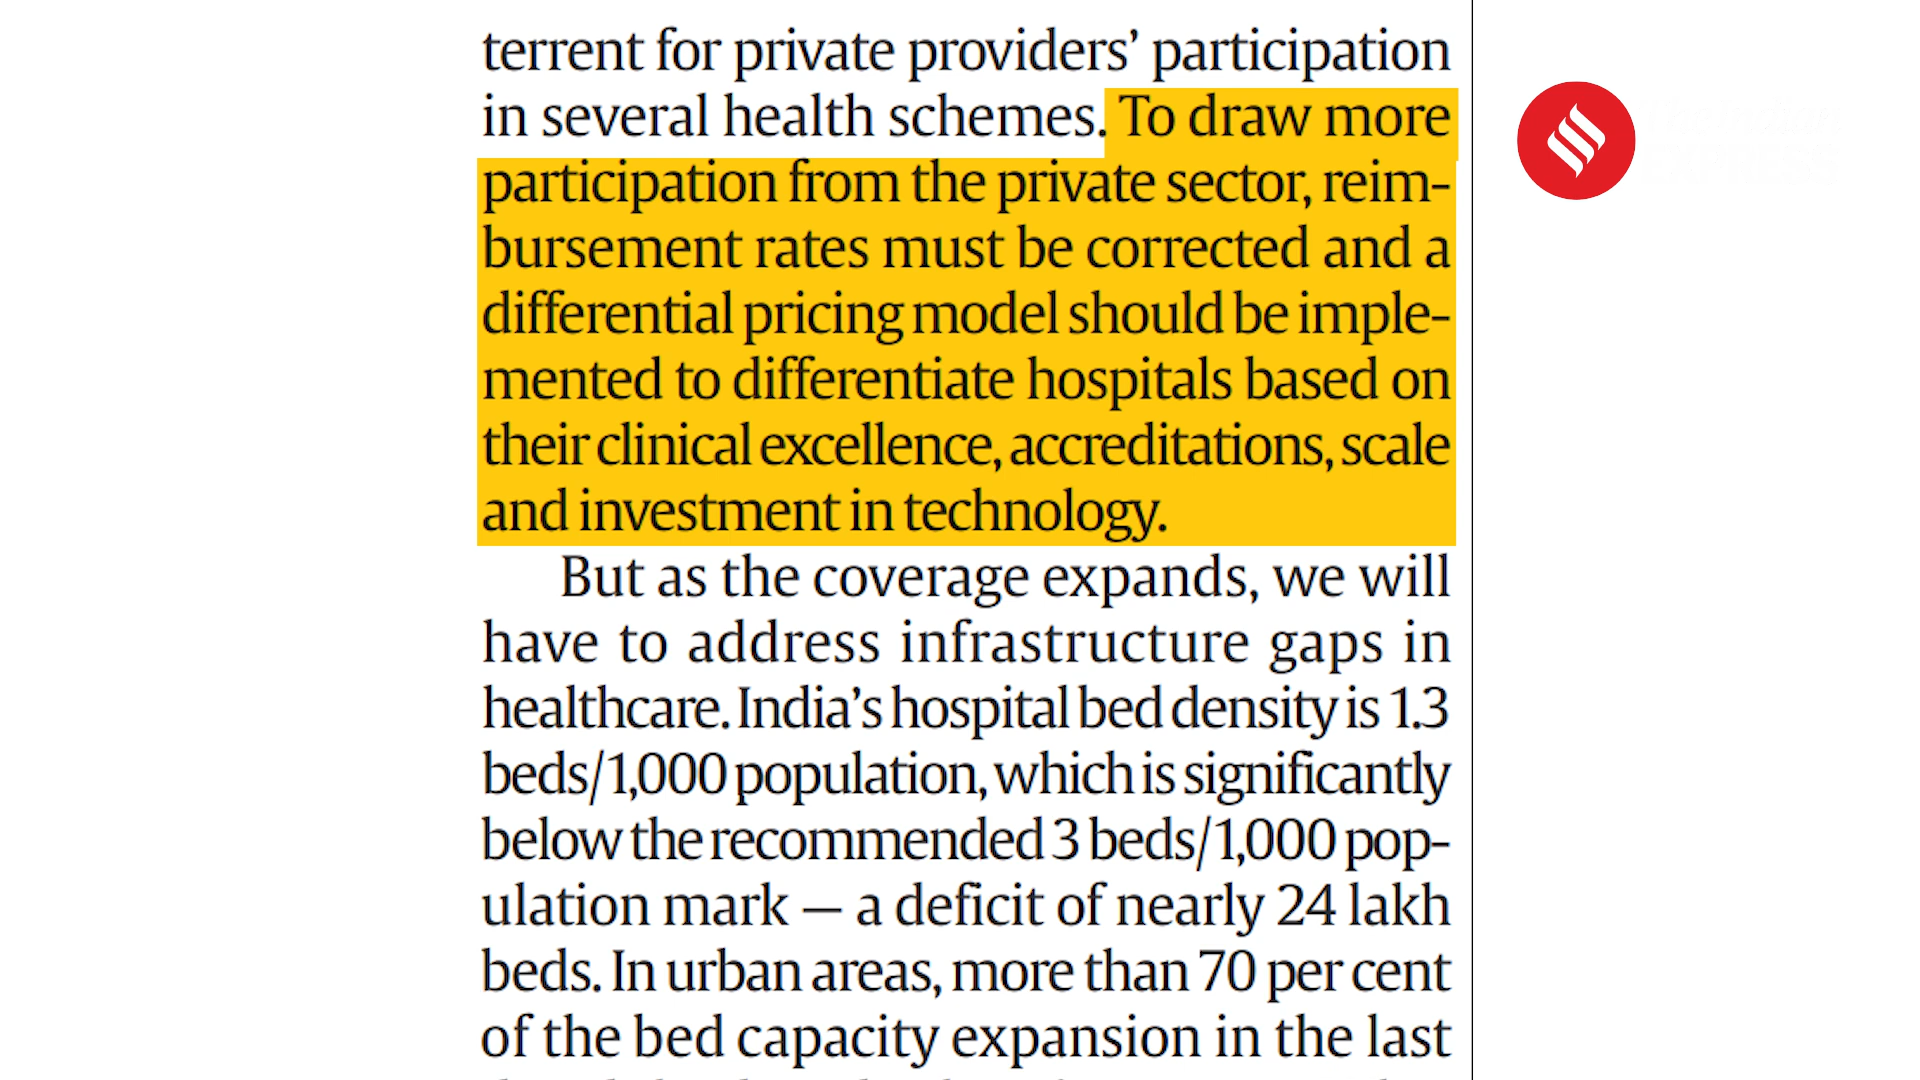 terrent for private providers’ participation
in several health schemes. To draw more
participation from the private sector, reim-
bursement rates must be corrected and a
differential pricing model should be imple-
mented to differentiate hospitals based on
their clinical excellence, accreditations, scale
and investment in technology.
But as the coverage expands, we will
have to address infrastructure gaps in
healthcare. India’s hospital bed density is 1.3
beds/1,000 population, which is significantly
below the recommended 3 beds/1,000 pop-
ulation mark — a deficit of nearly 24 lakh
beds. In urban areas, more than 70 per cent
of the bed capacity expansion in the last